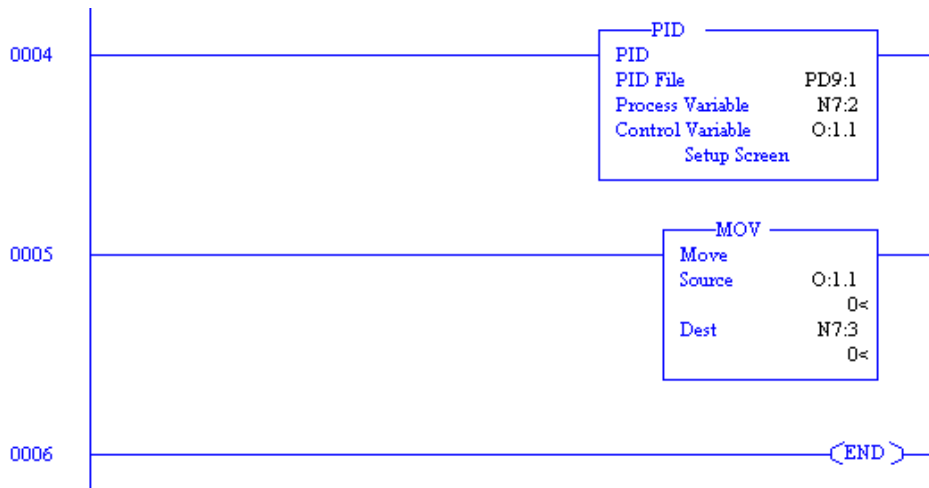 0004
PID
PID
PID File PD9:1
Process Variable N7:2
Control Variable O:1.1
Setup Screen
0005
MOV
Move
Source O:1.1
0<
Dest N7:3
0<
0006
END